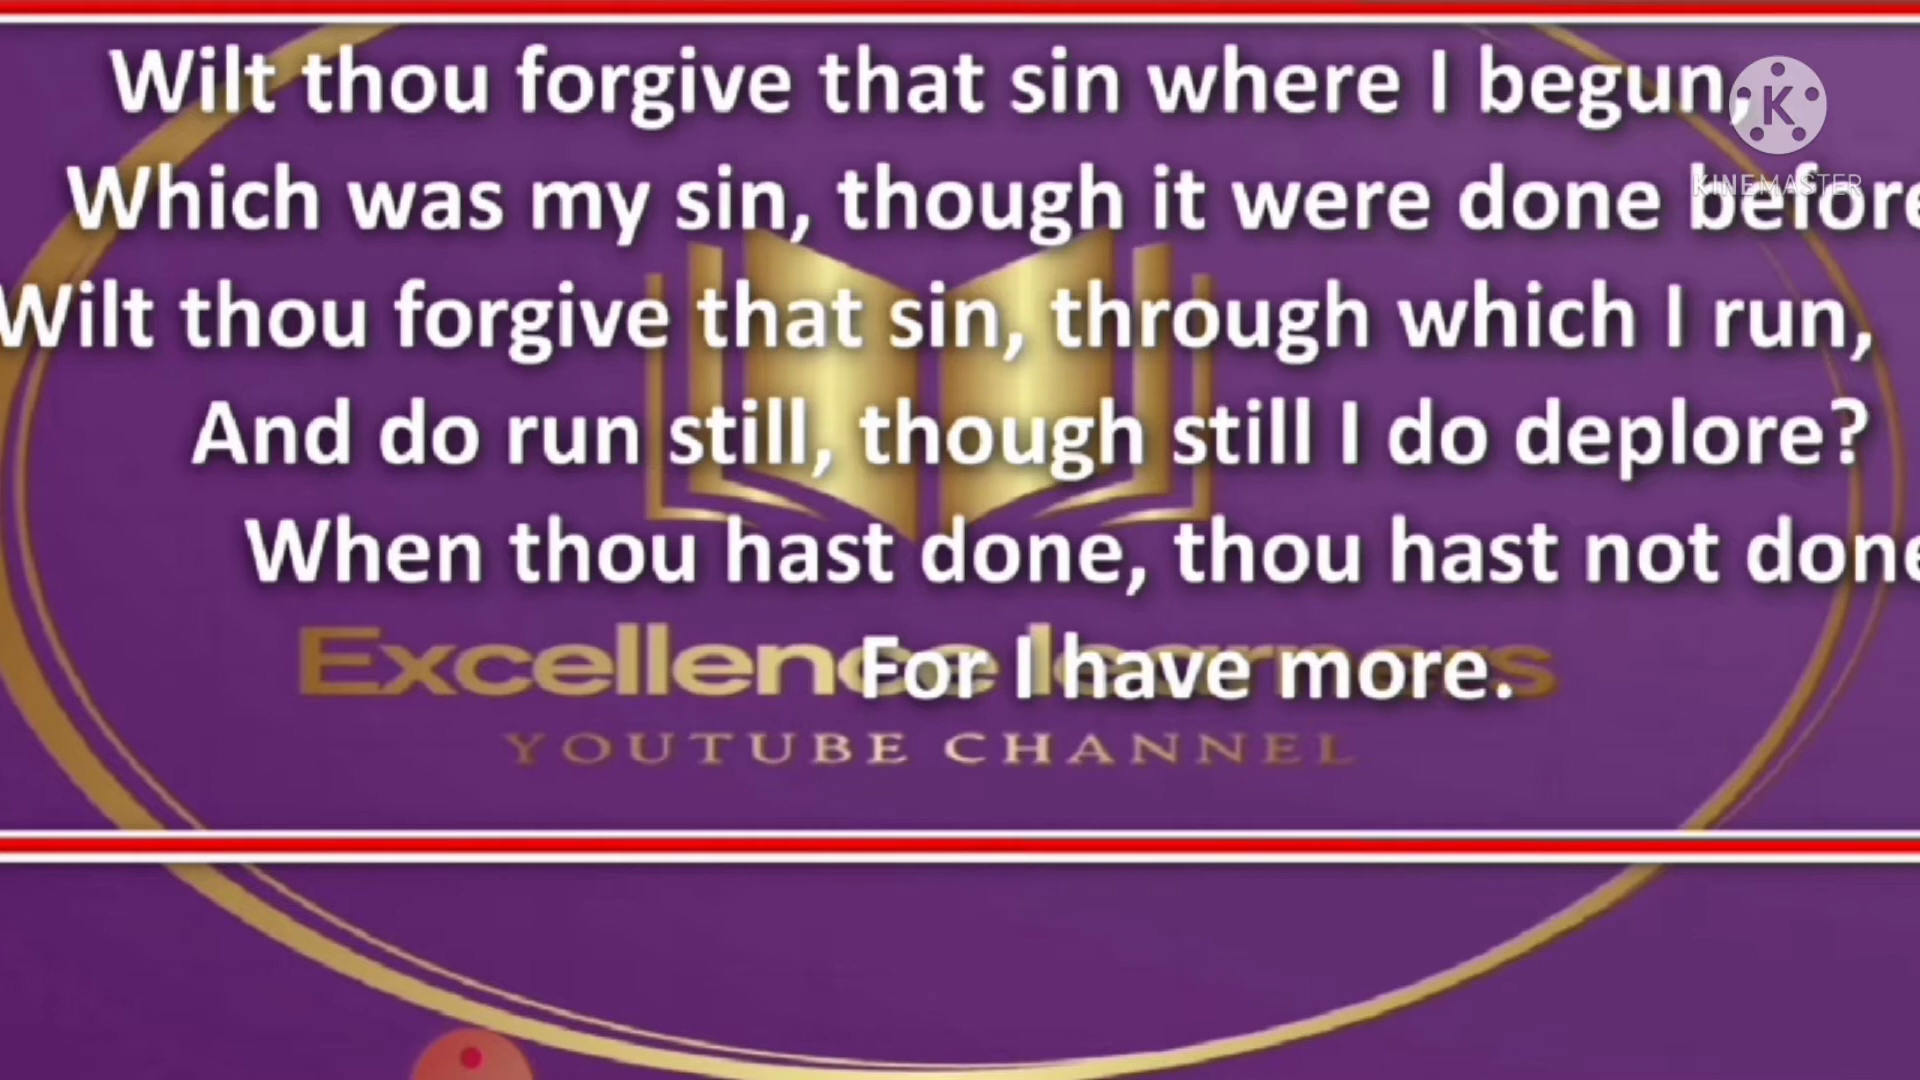 Wilt thou forgive that sin where I begun,
Which was my sin, though it were done before
Wilt thou forgive that sin, through which I run,
And do run still, though still I do deplore?
When thou hast done, thou hast not done
For I have more.
Excellence learners
YOUTUBE CHANNEL
K
KINEMASTER